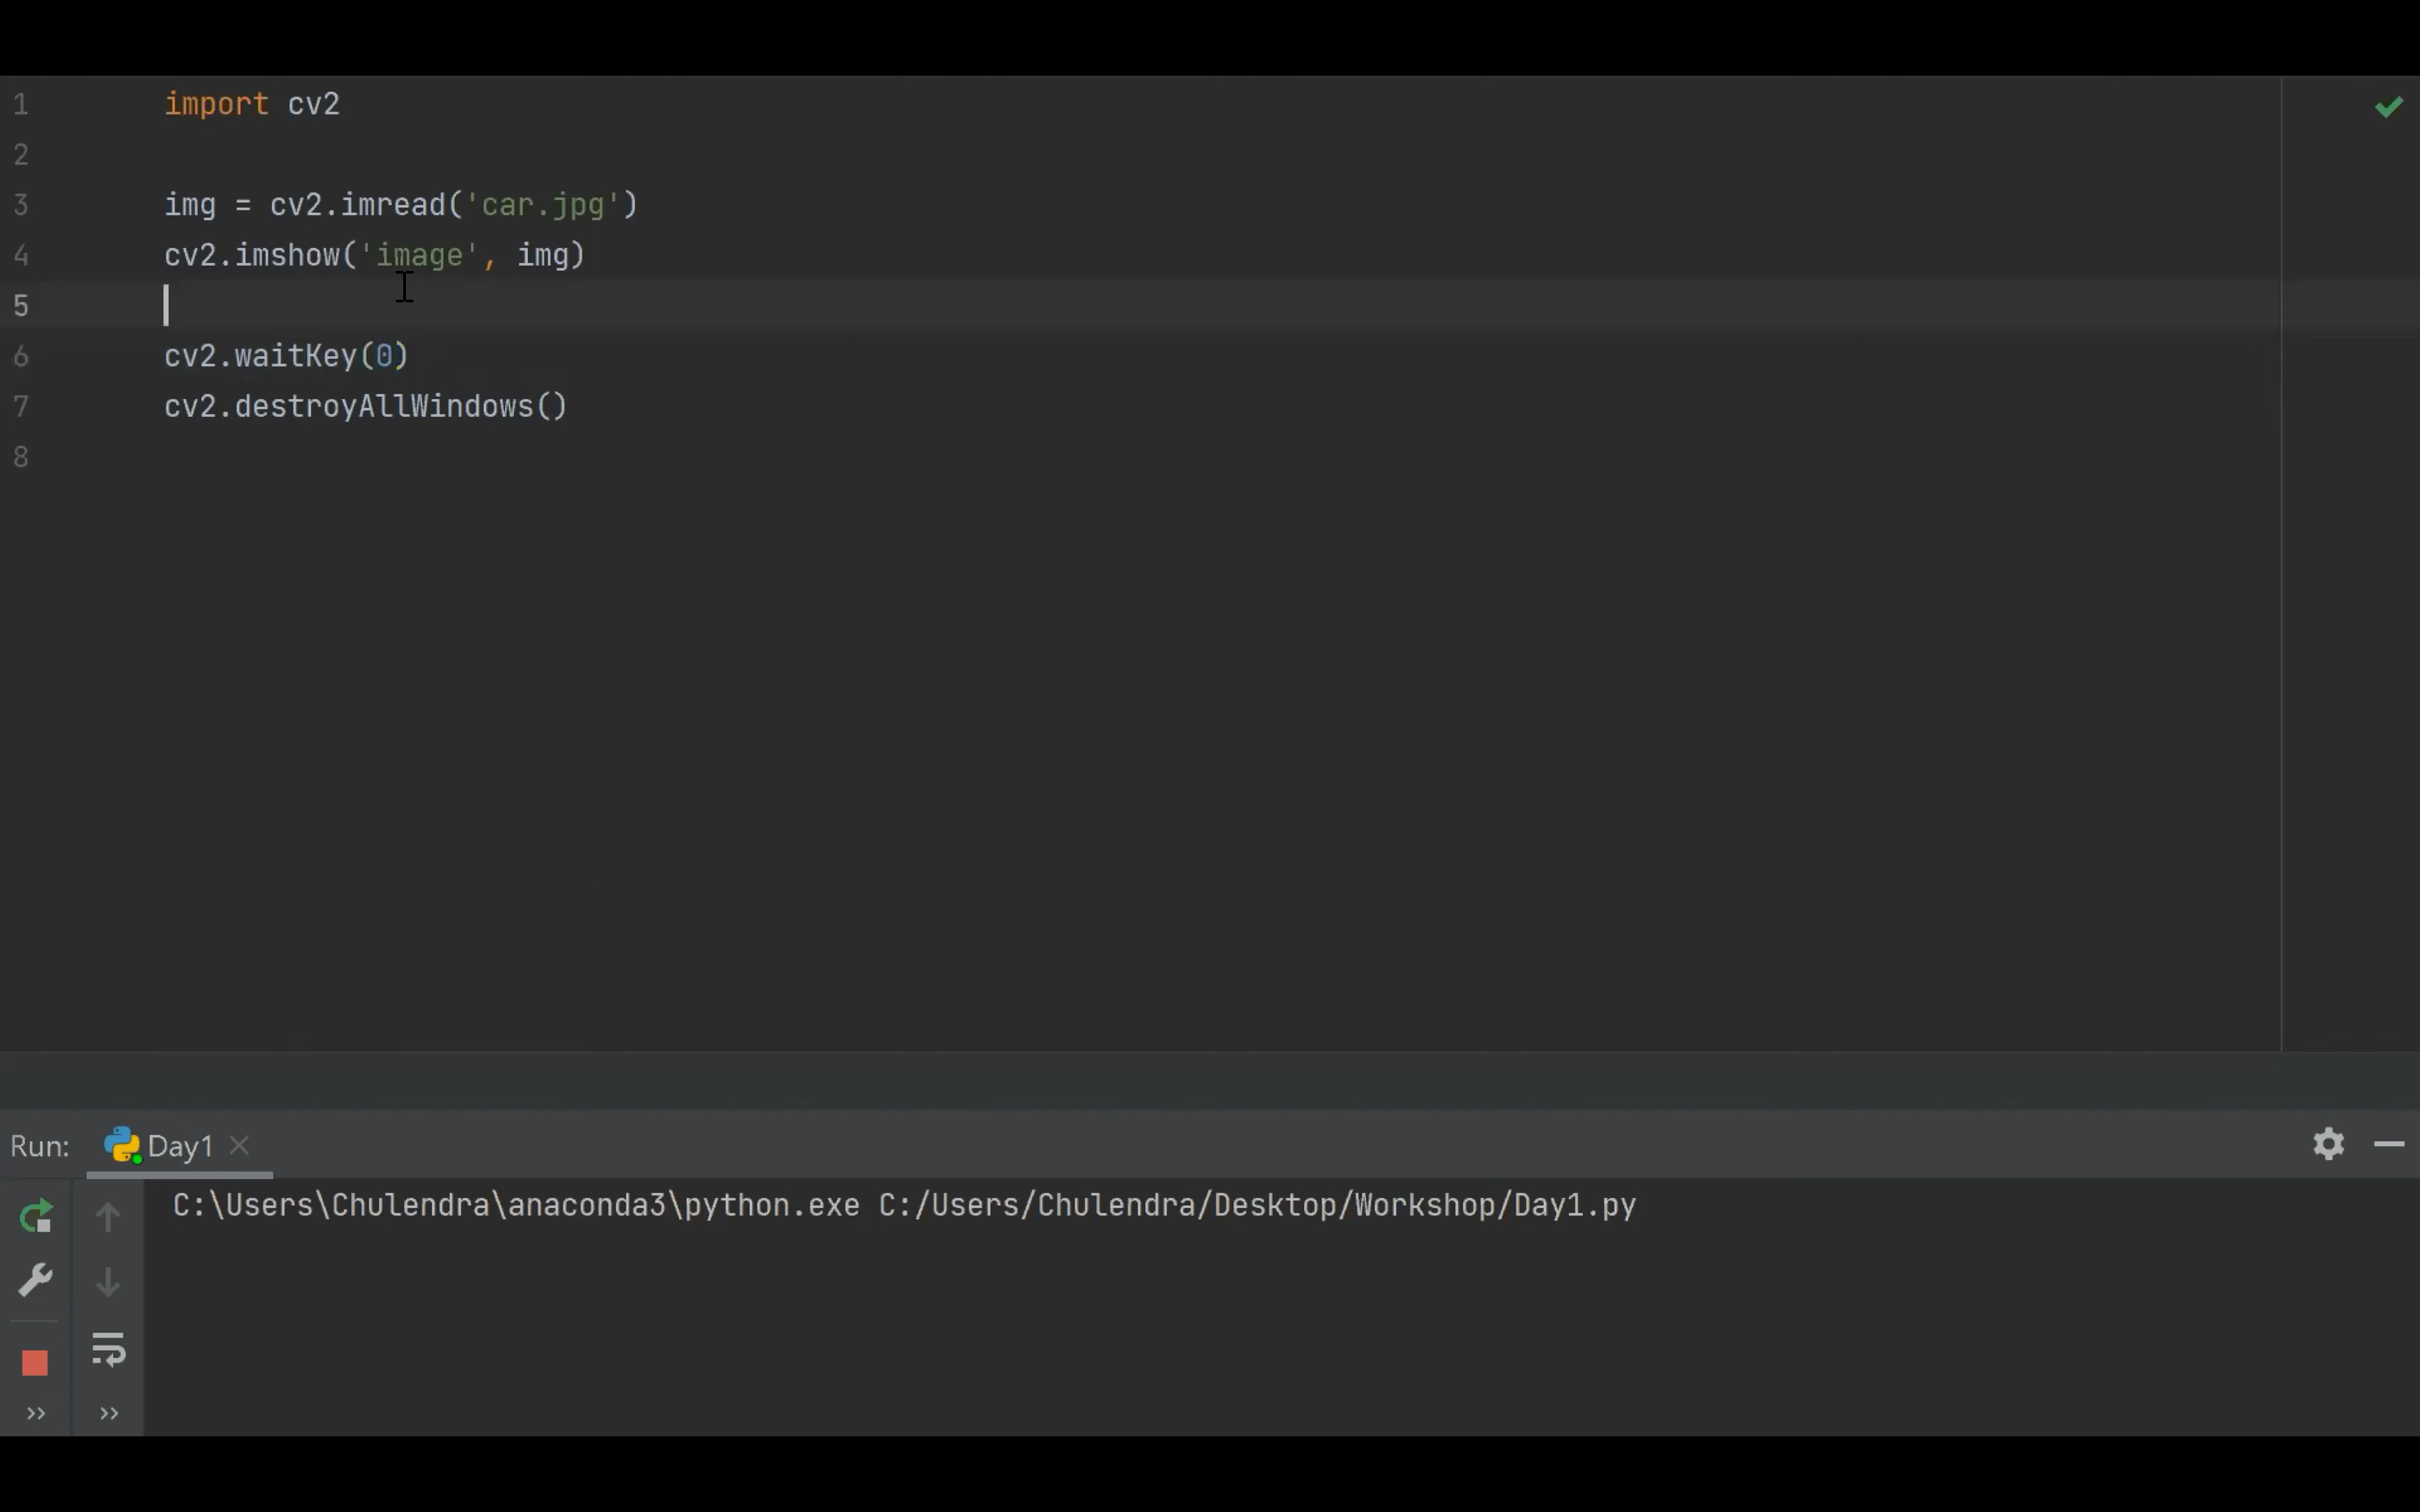 1 import cv2
2
3 img = cv2.imread('car.jpg')
4 cv2.imshow('image', img)
5
6 cv2.waitKey(0)
7 cv2.destroyAllWindows()
8
Run: Day1
C:\Users\Chulendra\anaconda3\python.exe C:/Users/Chulendra/Desktop/Workshop/Day1.py